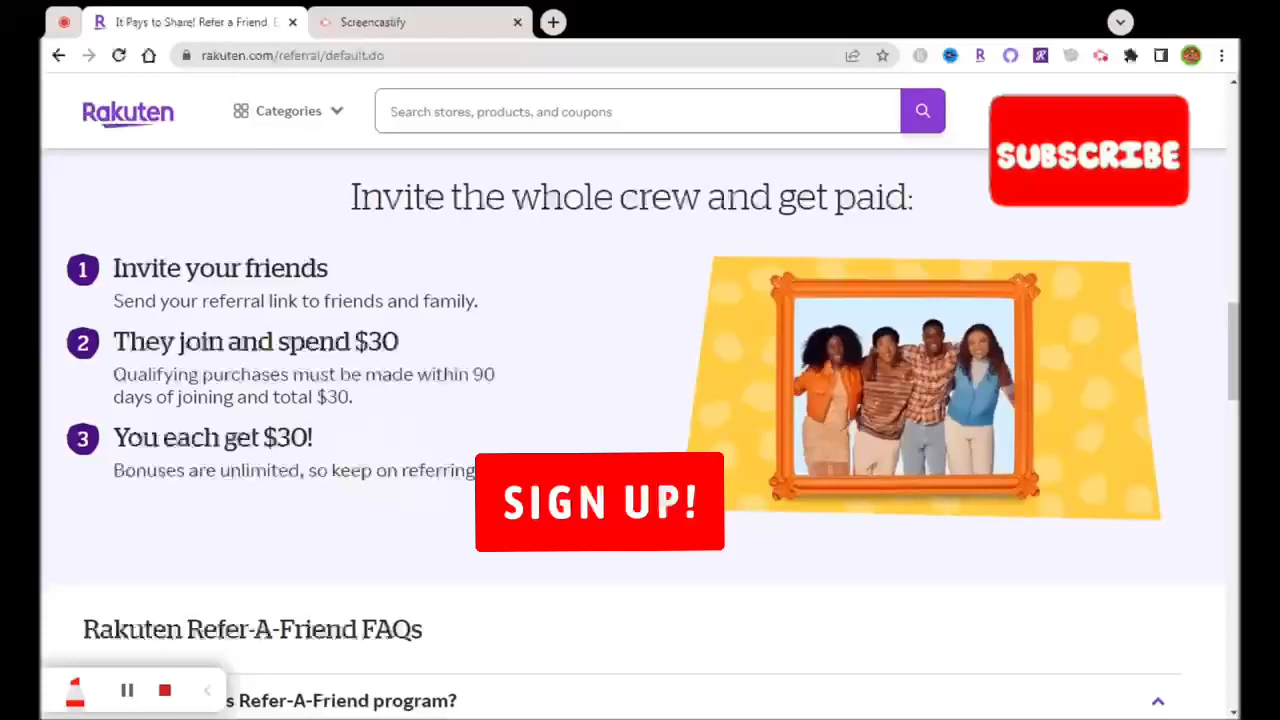 It Pays to Share! Refer a Friend
Screencastify
rakuten.com/referral/default.do
Rakuten
Categories
Search stores, products, and coupons
SUBSCRIBE
Invite the whole crew and get paid:
1 Invite your friends
Send your referral link to friends and family.
2 They join and spend $30
Qualifying purchases must be made within 90
days of joining and total $30.
3 You each get $30!
Bonuses are unlimited, so keep on referring
SIGN UP!
Rakuten Refer-A-Friend FAQs
s Refer-A-Friend program?